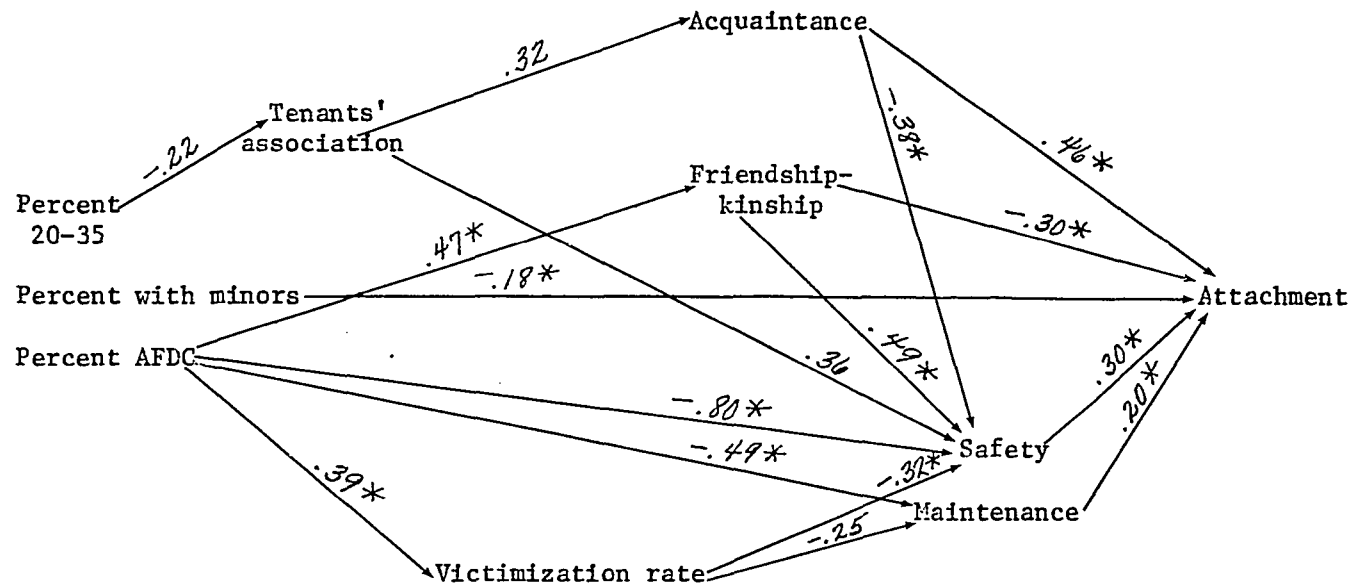 Acquaintance
.32
Tenants'
association
-.22
-.38*
.46*
Friendship-
kinship
Percent
20-35
.47*
-.30*
-.18*
Percent with minors
Attachment
Percent AFDC
.49*
.36
.30*
-.80*
.20*
-.49*
Safety
-.32*
.39*
Maintenance
-.25
Victimization rate